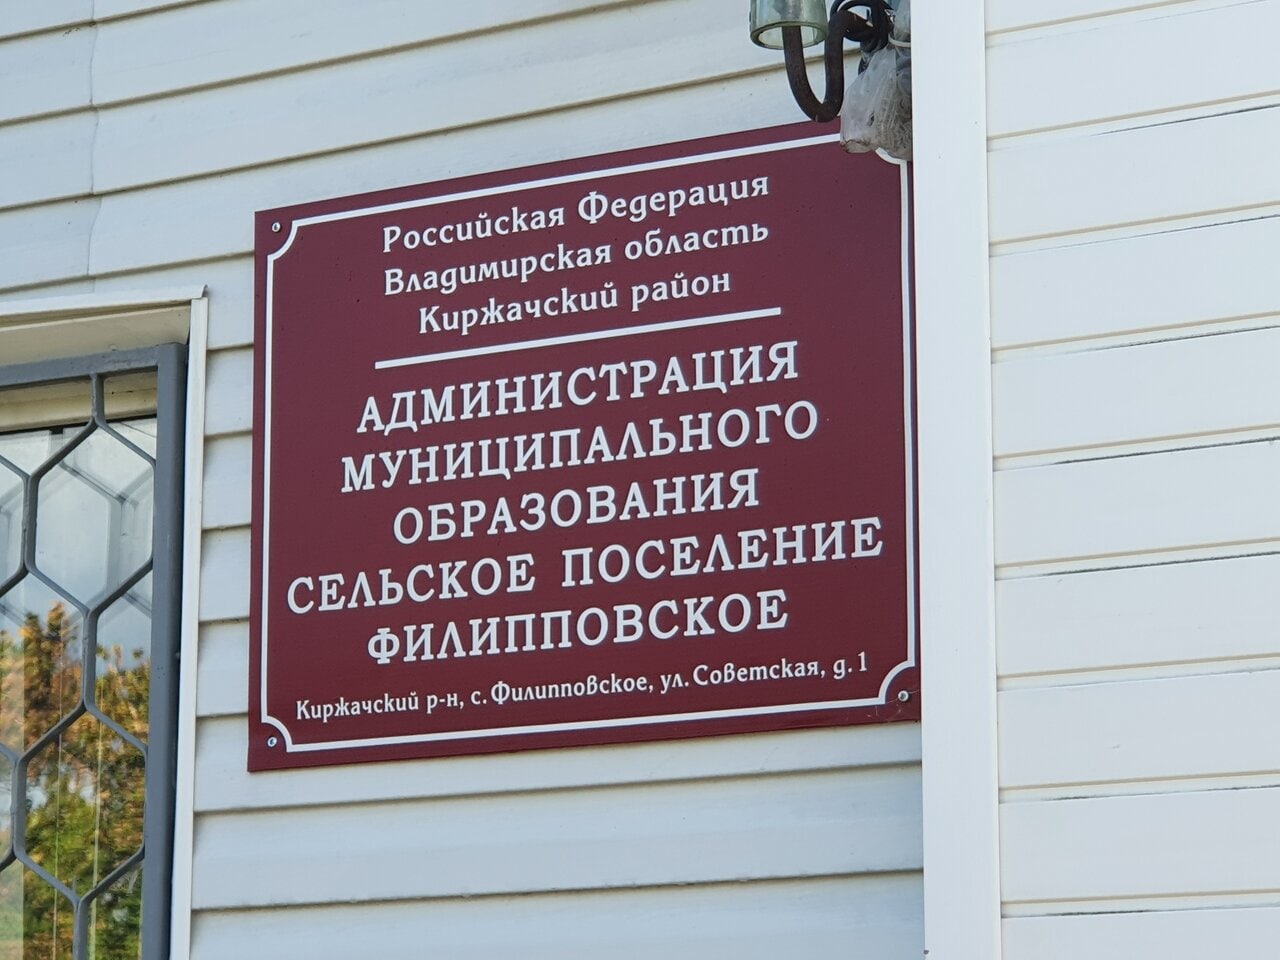 Российская Федерация
Владимирская область
Киржачский район
АДМИНИСТРАЦИЯ
МУНИЦИПАЛЬНОГО
ОБРАЗОВАНИЯ
СЕЛЬСКОЕ ПОСЕЛЕНИЕ
ФИЛИППОВСКОЕ
Киржачский р-н, с. Филипповское, ул. Советская, д. 1